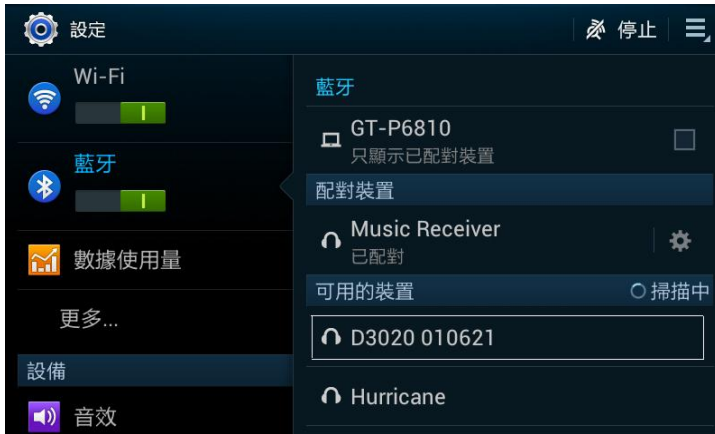 設定
停止
Wi-Fi
藍牙
數據使用量
更多...
設備
音效
藍牙
GT-P6810
只顯示已配對裝置
配對裝置
Music Receiver
已配對
可用的裝置
掃描中
D3020 010621
Hurricane